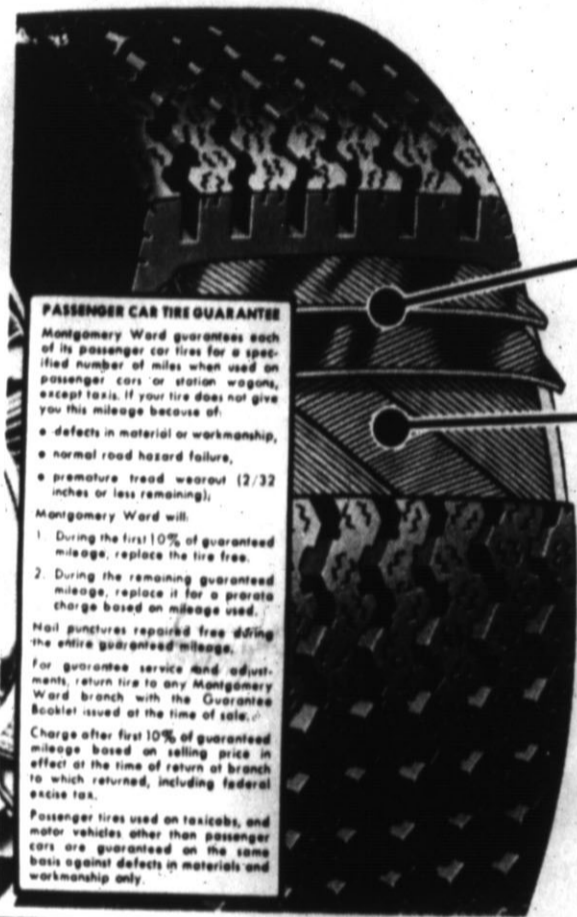 PASSENGER CAR TIRE GUARANTEE
Montgomery Ward guarantees each
of its passenger car tires for a spec-
ified number of miles when used on
passenger cars or station wagons,
except taxis. If your tire does not give
you this mileage because of:
• defects in material or workmanship,
• normal road hazard failure,
• premature tread wearout (2/32
inches or less remaining);
Montgomery Ward will:
1. During the first 10% of guaranteed
mileage, replace the tire free.
2. During the remaining guaranteed
mileage, replace it for a prorata
charge based on mileage used.
Nail punctures repaired free during
the entire guaranteed mileage.
For guarantee service and adjust-
ments, return tire to any Montgomery
Ward branch with the Guarantee
Booklet issued at the time of sale.
Charge after first 10% of guaranteed
mileage based on selling price in
effect at the time of return at branch
to which returned, including federal
excise tax.
Passenger tires used on taxicabs, and
motor vehicles other than passenger
cars are guaranteed on the same
basis against defects in materials and
workmanship only.